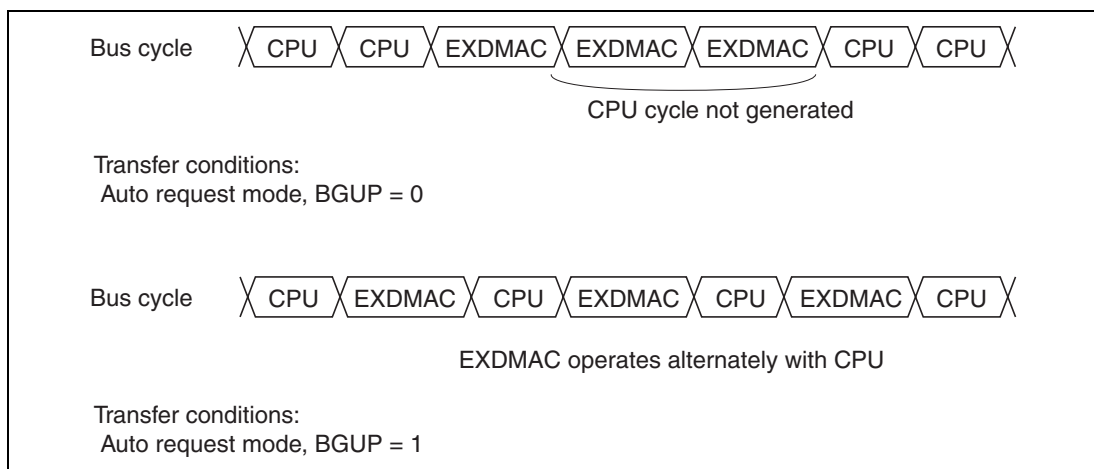 Bus cycle CPU CPU EXDMAC EXDMAC EXDMAC CPU CPU
CPU cycle not generated
Transfer conditions:
Auto request mode, BGUP = 0
Bus cycle CPU EXDMAC CPU EXDMAC CPU EXDMAC CPU
EXDMAC operates alternately with CPU
Transfer conditions:
Auto request mode, BGUP = 1